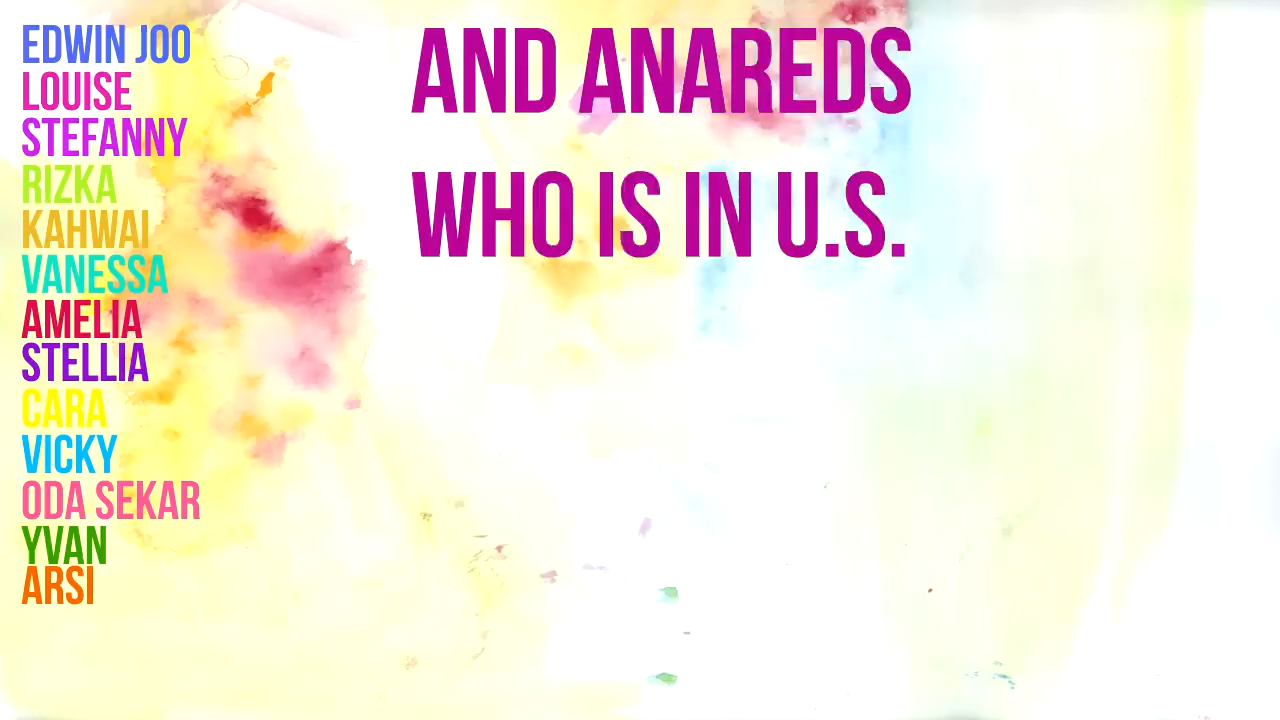 EDWIN JOO
LOUISE
STEFANNY
RIZKA
KAHWAI
VANESSA
AMELIA
STELLIA
CARA
VICKY
ODA SEKAR
YVAN
ARSI
AND ANAREDS
WHO IS IN U.S.